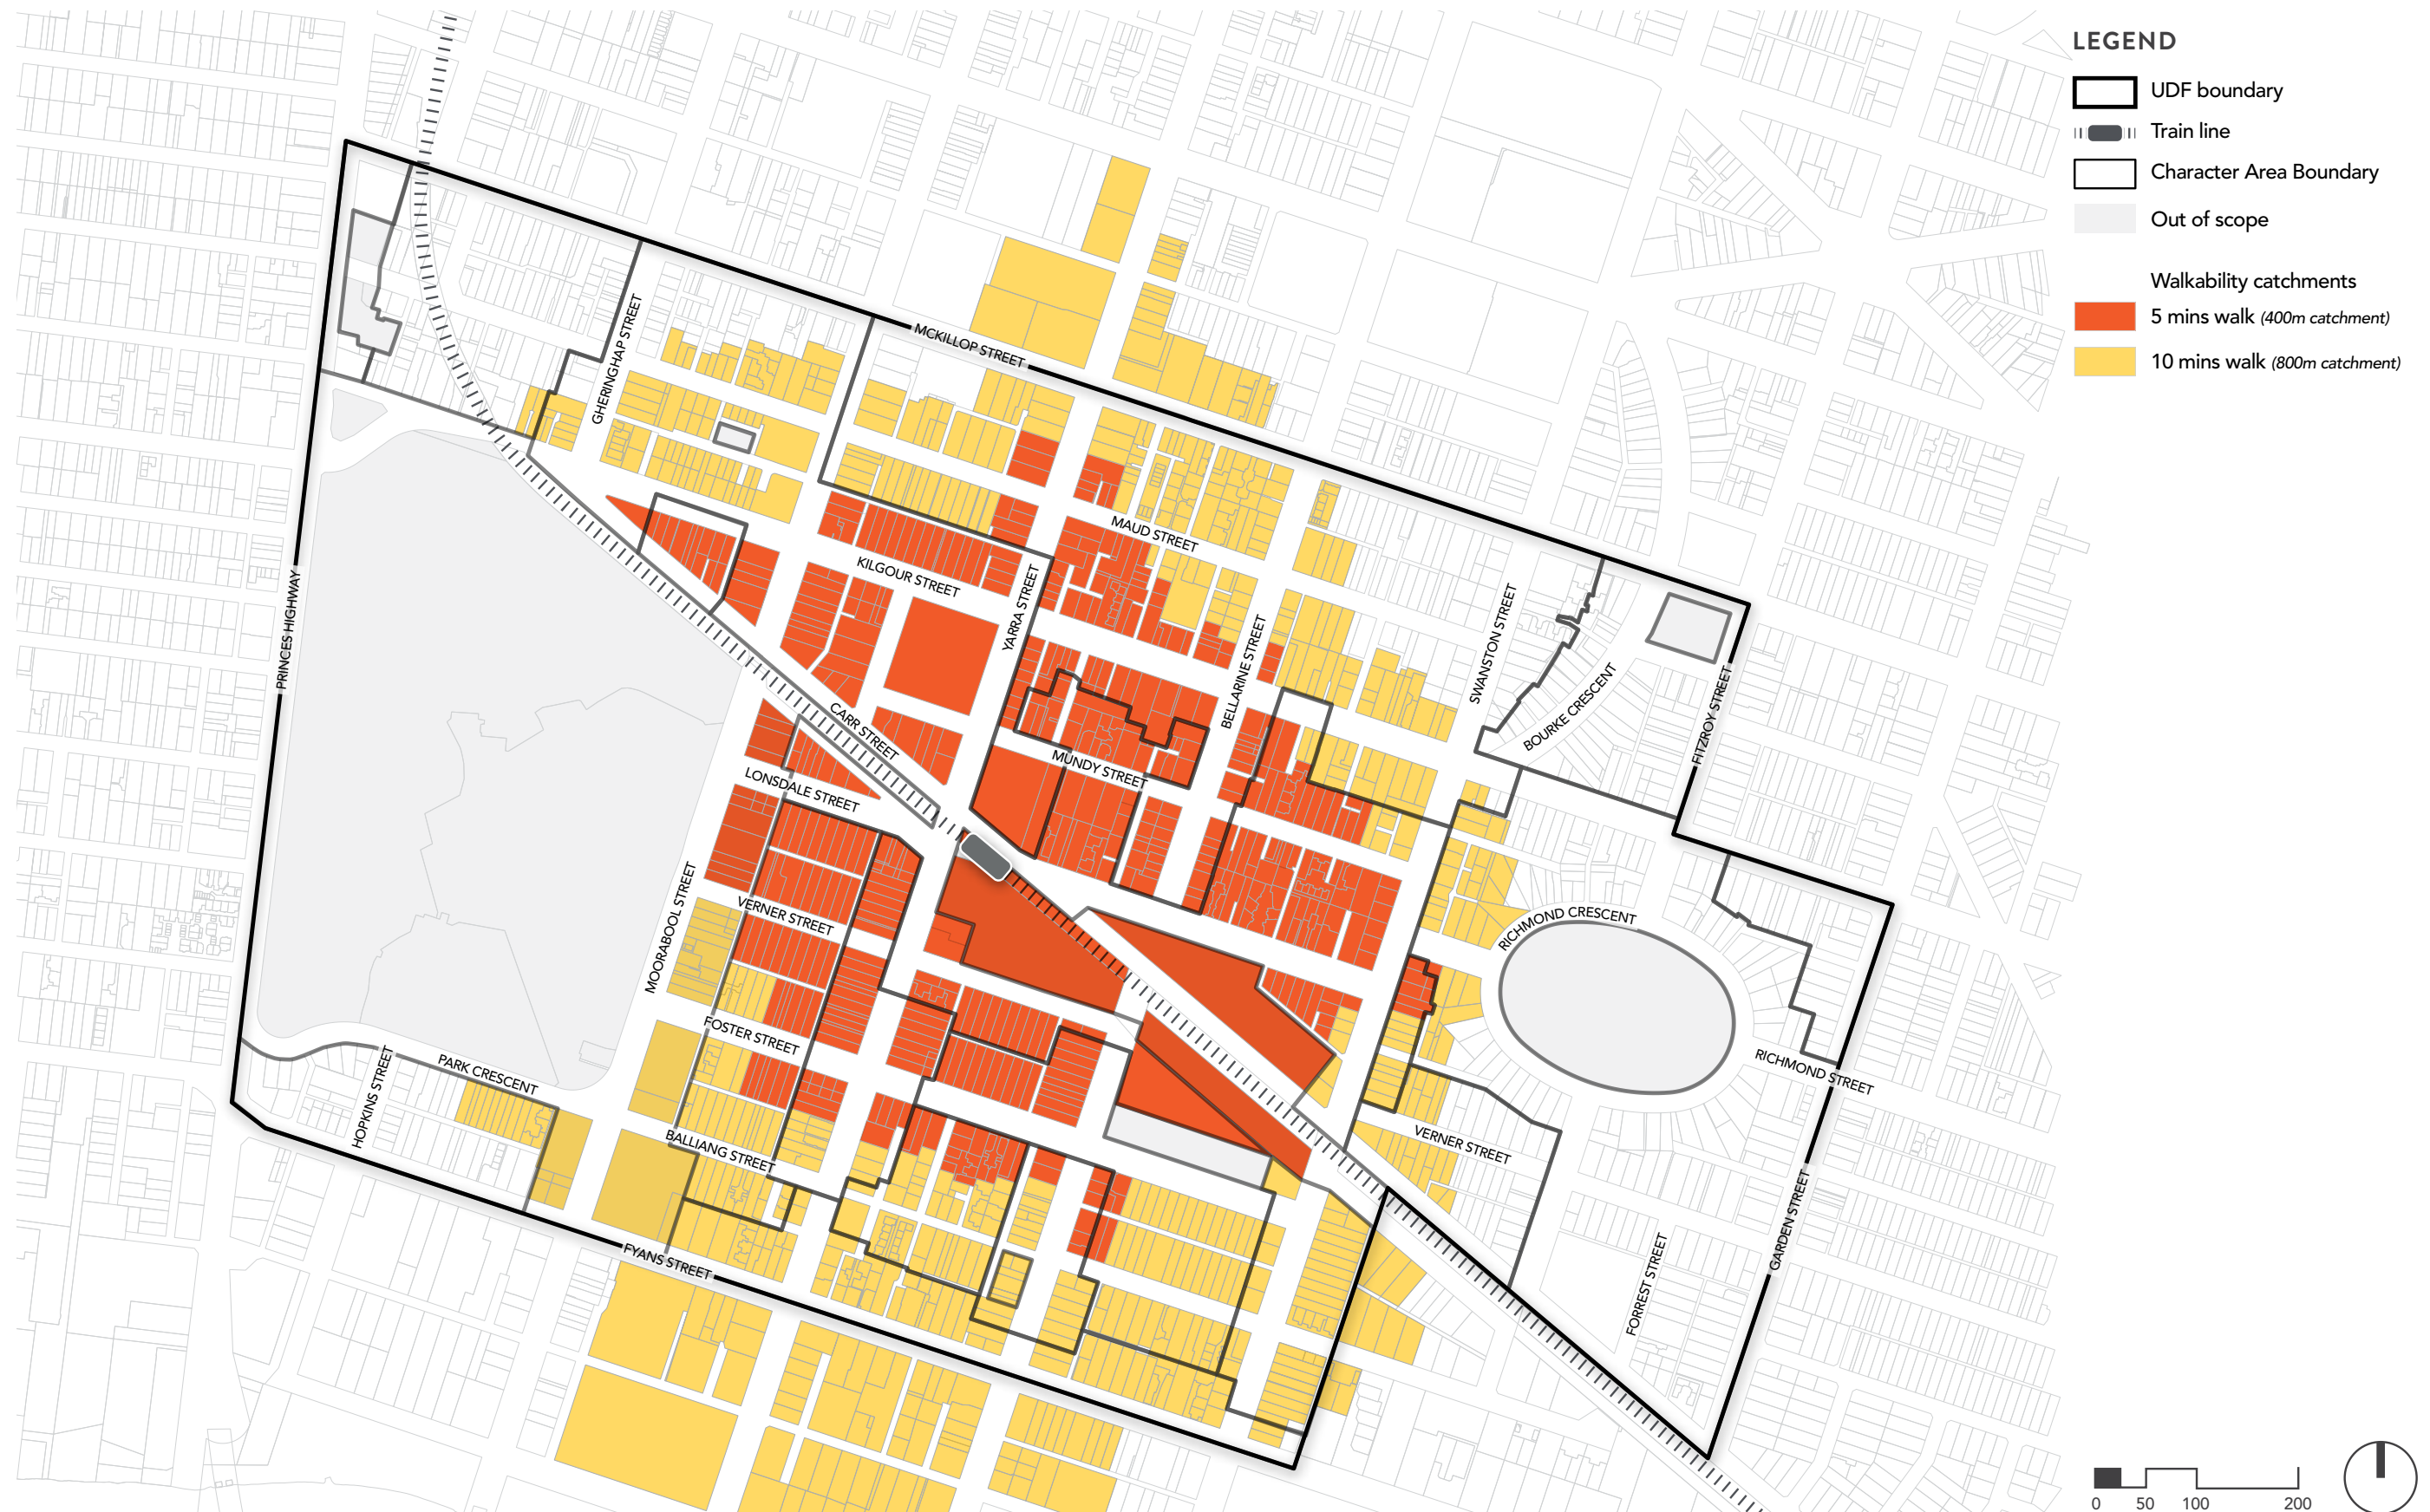 LEGEND
UDF boundary
Train line
Character Area Boundary
Out of scope
Walkability catchments
5 mins walk (400m catchment)
10 mins walk (800m catchment)
MCKILLOP STREET
GHERINGHAP STREET
MAUD STREET
KILGOUR STREET
YARRA STREET
PRINCES HIGHWAY
BELLARINE STREET
SWANSTON STREET
BOURKE CRESCENT
FITZROY STREET
CARR STREET
MUNDY STREET
LONSDALE STREET
MOORABOOL STREET
VERNER STREET
RICHMOND CRESCENT
FOSTER STREET
PARK CRESCENT
HOPKINS STREET
RICHMOND STREET
BALLIANG STREET
VERNER STREET
GARDEN STREET
FORREST STREET
FYANS STREET
0 50 100 200